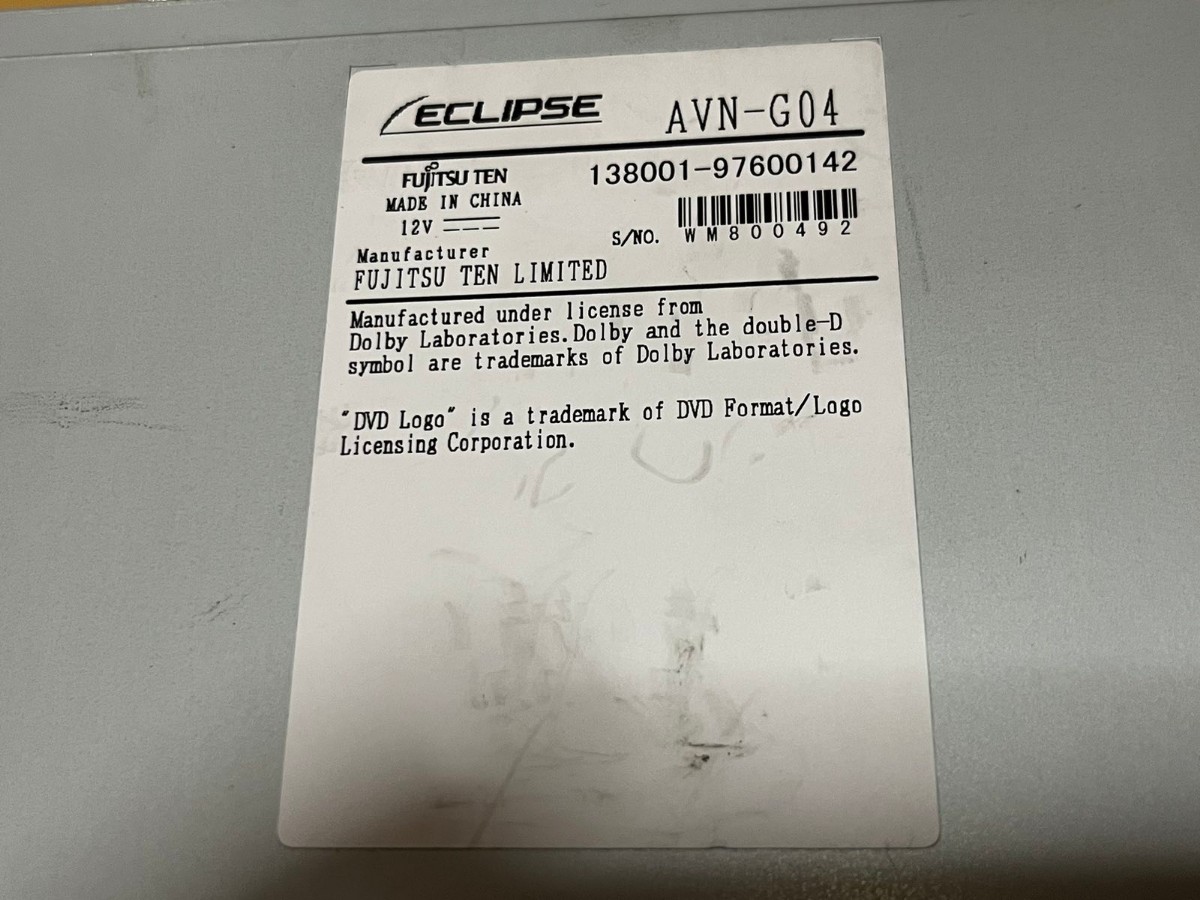 ECLIPSE AVN-G04
FUJITSU TEN 138001-97600142
MADE IN CHINA
12V
S/NO. WM800492
Manufacturer
FUJITSU TEN LIMITED
Manufactured under license from
Dolby Laboratories.Dolby and the double-D
symbol are trademarks of Dolby Laboratories.
"DVD Logo" is a trademark of DVD Format/Logo
Licensing Corporation.